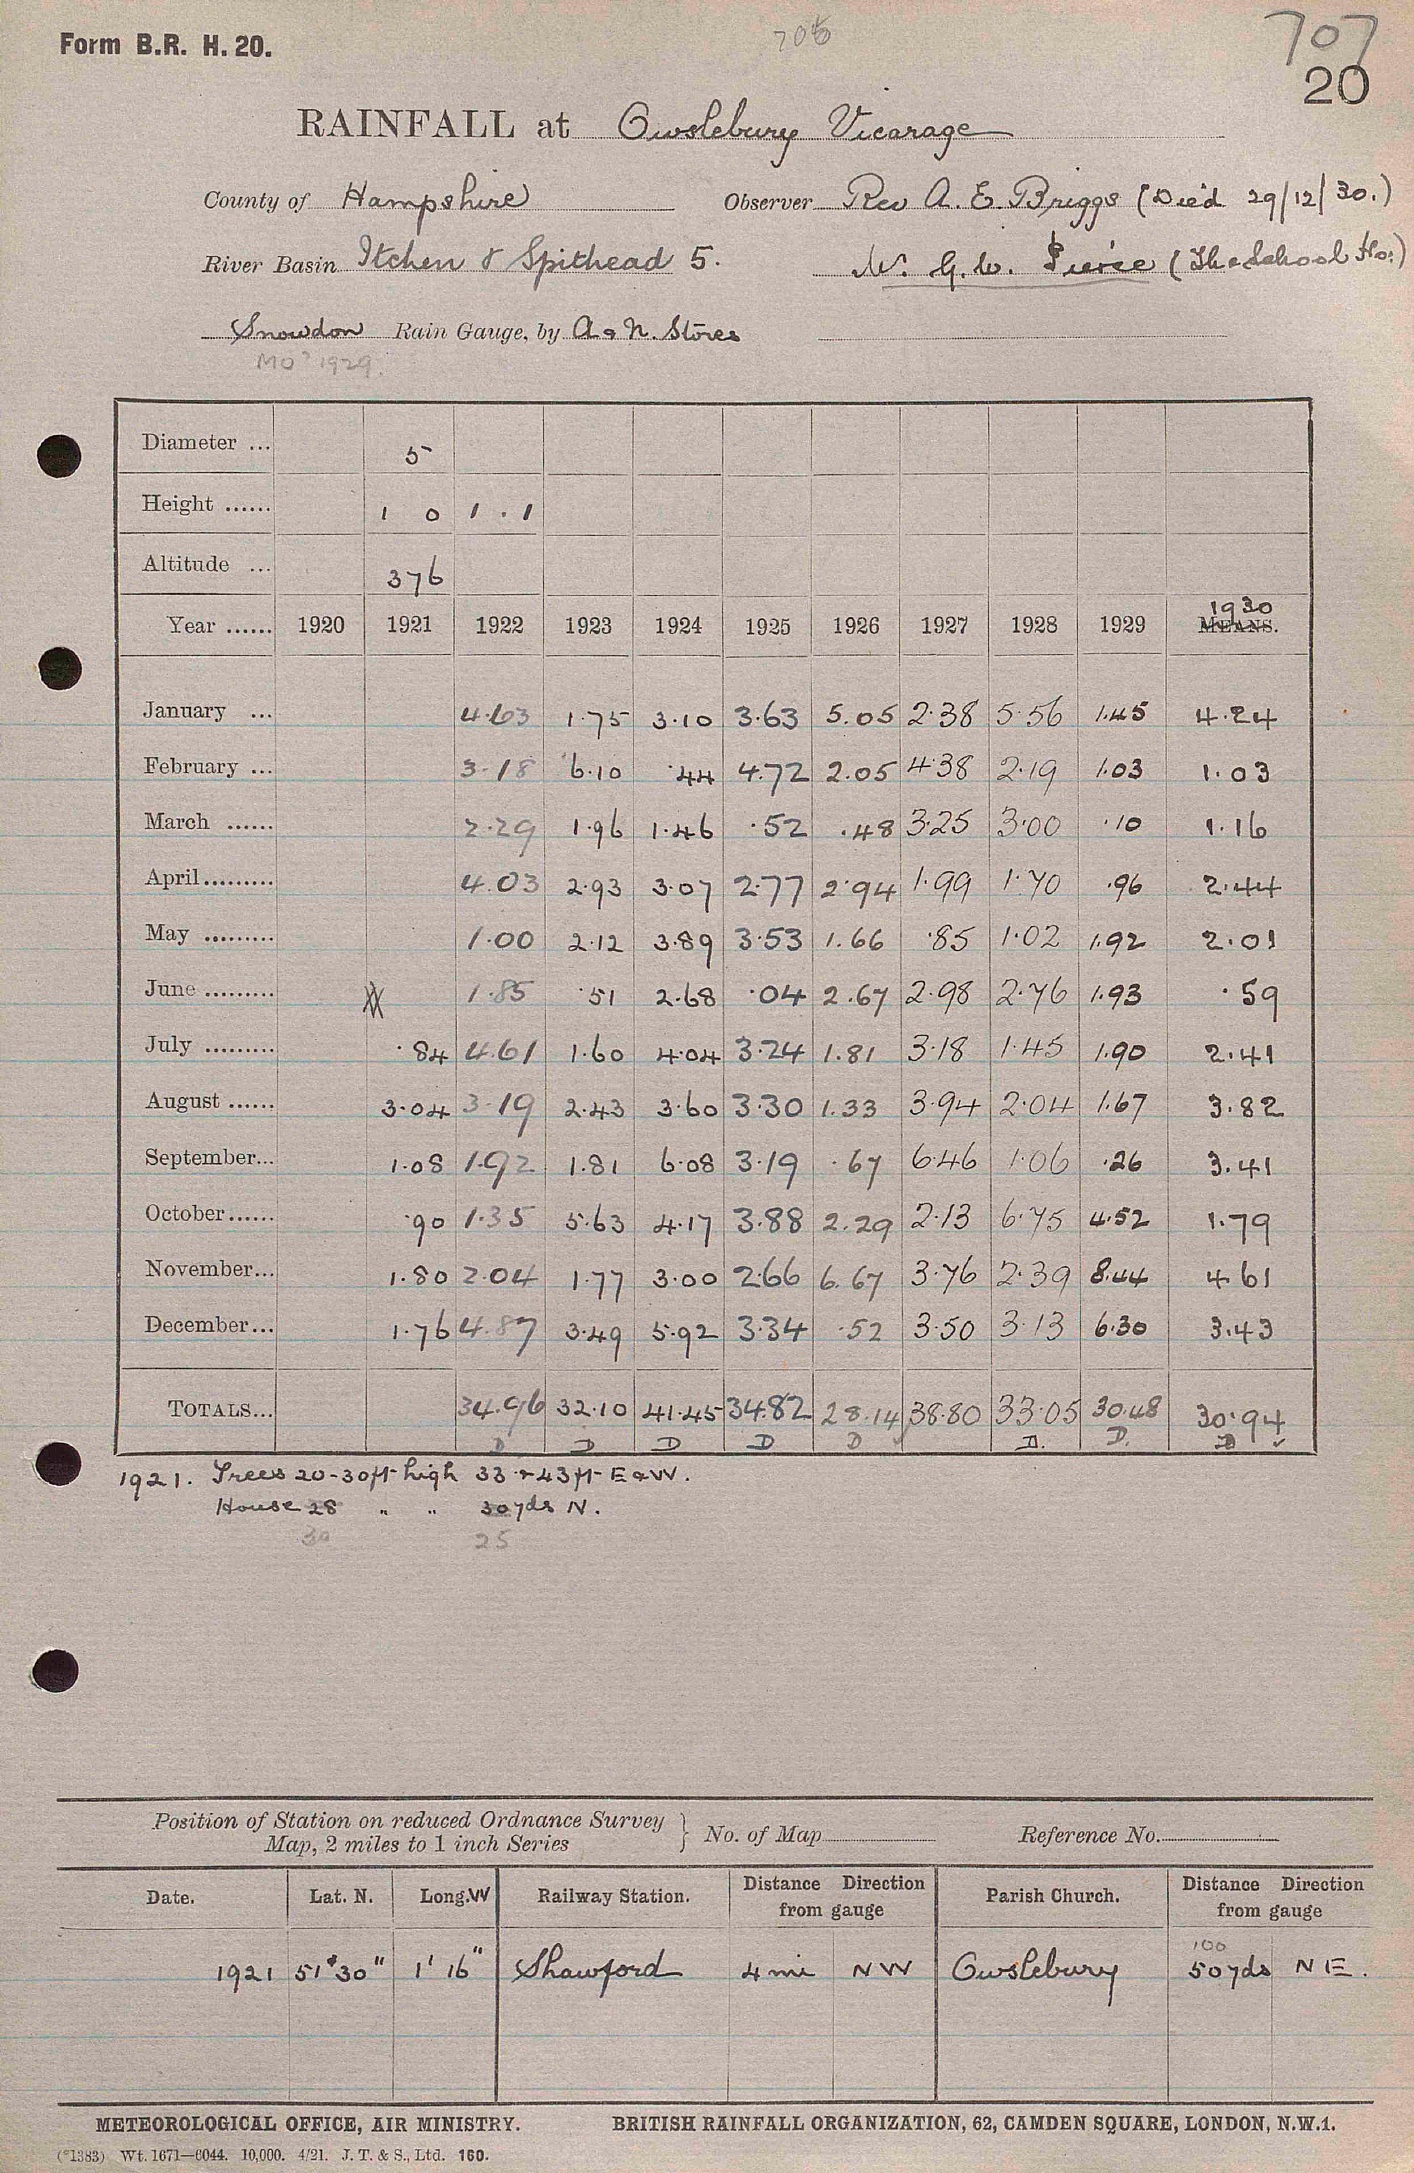 Form B.R. H. 20.
706
707
20
RAINFALL at Owslebury Vicarage
County of Hampshire Observer Rev A. E. Briggs (Died 29/12/30.)
River Basin Itchen & Spithead 5. G. W. Pierce (The School Ho:)
Snowdon Rain Gauge, by A & N. Stores
MO 1929.
Diameter ... 5
Height ...... 1 0 1 . 1
Altitude ... 376
Year ...... 1920 1921 1922 1923 1924 1925 1926 1927 1928 1929 1930 MEANS.
January ... 4.63 1.75 3.10 3.63 5.05 2.38 5.56 1.45 4.24
February ... 3.18 6.10 .44 4.72 2.05 4.38 2.19 1.03 1.03
March ...... 2.29 1.96 1.46 .52 .48 3.25 3.00 .10 1.16
April......... 4.03 2.93 3.07 2.77 2.94 1.99 1.70 .96 2.44
May ......... 1.00 2.12 3.89 3.53 1.66 .85 1.02 1.92 2.01
June ......... 1.85 .51 2.68 .04 2.67 2.98 2.76 1.93 .59
July ......... .84 4.61 1.60 4.04 3.24 1.81 3.18 1.45 1.90 2.41
August ...... 3.04 3.19 2.43 3.60 3.30 1.33 3.94 2.04 1.67 3.82
September... 1.08 1.92 1.81 6.08 3.19 .67 6.46 1.06 .26 3.41
October...... .90 1.35 5.63 4.17 3.88 2.29 2.13 6.75 4.52 1.79
November... 1.80 2.04 1.77 3.00 2.66 6.67 3.76 2.39 8.44 4.61
December... 1.76 4.87 3.49 5.92 3.34 .52 3.50 3.13 6.30 3.43
TOTALS... 34.96 32.10 41.45 34.82 28.14 38.80 33.05 30.48 30.94
D D D D D D. D. D
1921. Trees 20-30ft high 33 & 43 ft E & W.
House 28 " " 30 yds N.
30 25
Position of Station on reduced Ordnance Survey
Map, 2 miles to 1 inch Series } No. of Map Reference No.
Date. Lat. N. Long. W Railway Station. Distance Direction from gauge Parish Church. Distance Direction from gauge
100
1921 51° 30" 1' 16" Shawford 4 mi NW Owslebury 50 yds NE.
METEOROLOGICAL OFFICE, AIR MINISTRY. BRITISH RAINFALL ORGANIZATION, 62, CAMDEN SQUARE, LONDON, N.W.1.
(*1383) Wt. 1671—6044. 10,000. 4/21. J. T. & S., Ltd. 160.